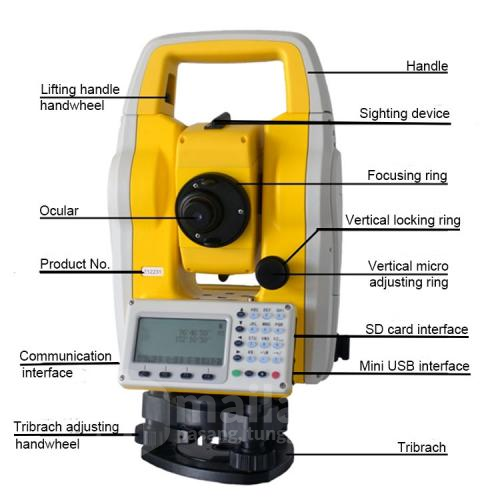 Handle
Lifting handle
handwheel
Sighting device
Focusing ring
Ocular
Vertical locking ring
Product No.
Vertical micro
adjusting ring
SD card interface
Communication
interface
Mini USB interface
Tribrach adjusting
handwheel
Tribrach